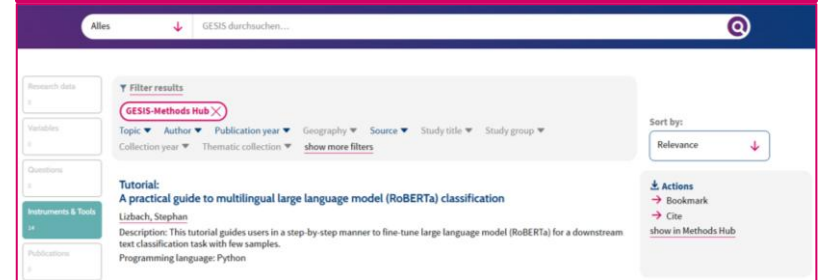 Alles
GESIS durchsuchen...
Research data
0
Variables
0
Questions
0
Instruments & Tools
14
Publications
0
Filter results
GESIS-Methods Hub
Topic Author Publication year Geography Source Study title Study group
Collection year Thematic collection show more filters
Sort by:
Relevance
Tutorial:
A practical guide to multilingual large language model (RoBERTa) classification
Lizbach, Stephan
Description: This tutorial guides users in a step-by-step manner to fine-tune large language model (RoBERTa) for a downstream
text classification task with few samples.
Programming language: Python
Actions
Bookmark
Cite
show in Methods Hub